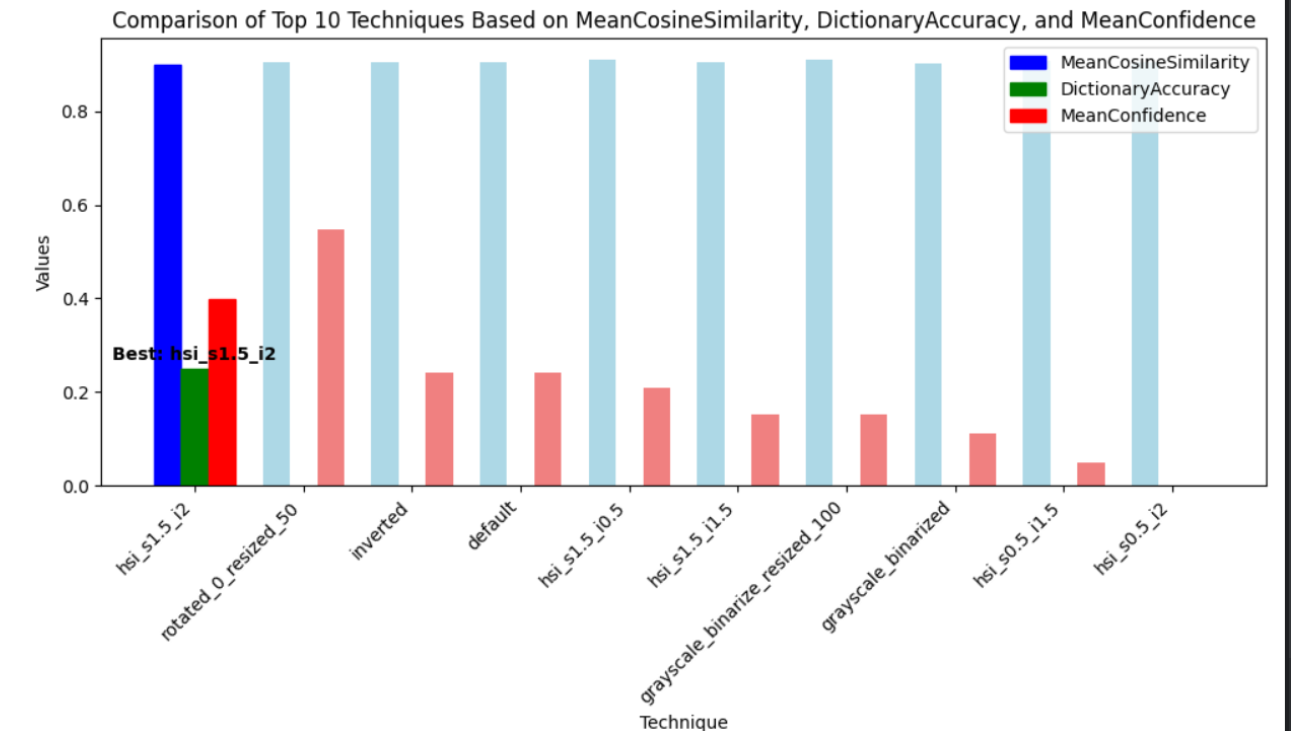 Comparison of Top 10 Techniques Based on MeanCosineSimilarity, DictionaryAccuracy, and MeanConfidence
MeanCosineSimilarity
DictionaryAccuracy
MeanConfidence
Values
0.8
0.6
0.4
0.2
0.0
Best: hsi_s1.5_i2
hsi_s1.5_i2
rotated_0_resized_50
inverted
default
hsi_s1.5_i0.5
hsi_s1.5_i1.5
grayscale_binarize_resized_100
grayscale_binarized
hsi_s0.5_i1.5
hsi_s0.5_i2
Technique